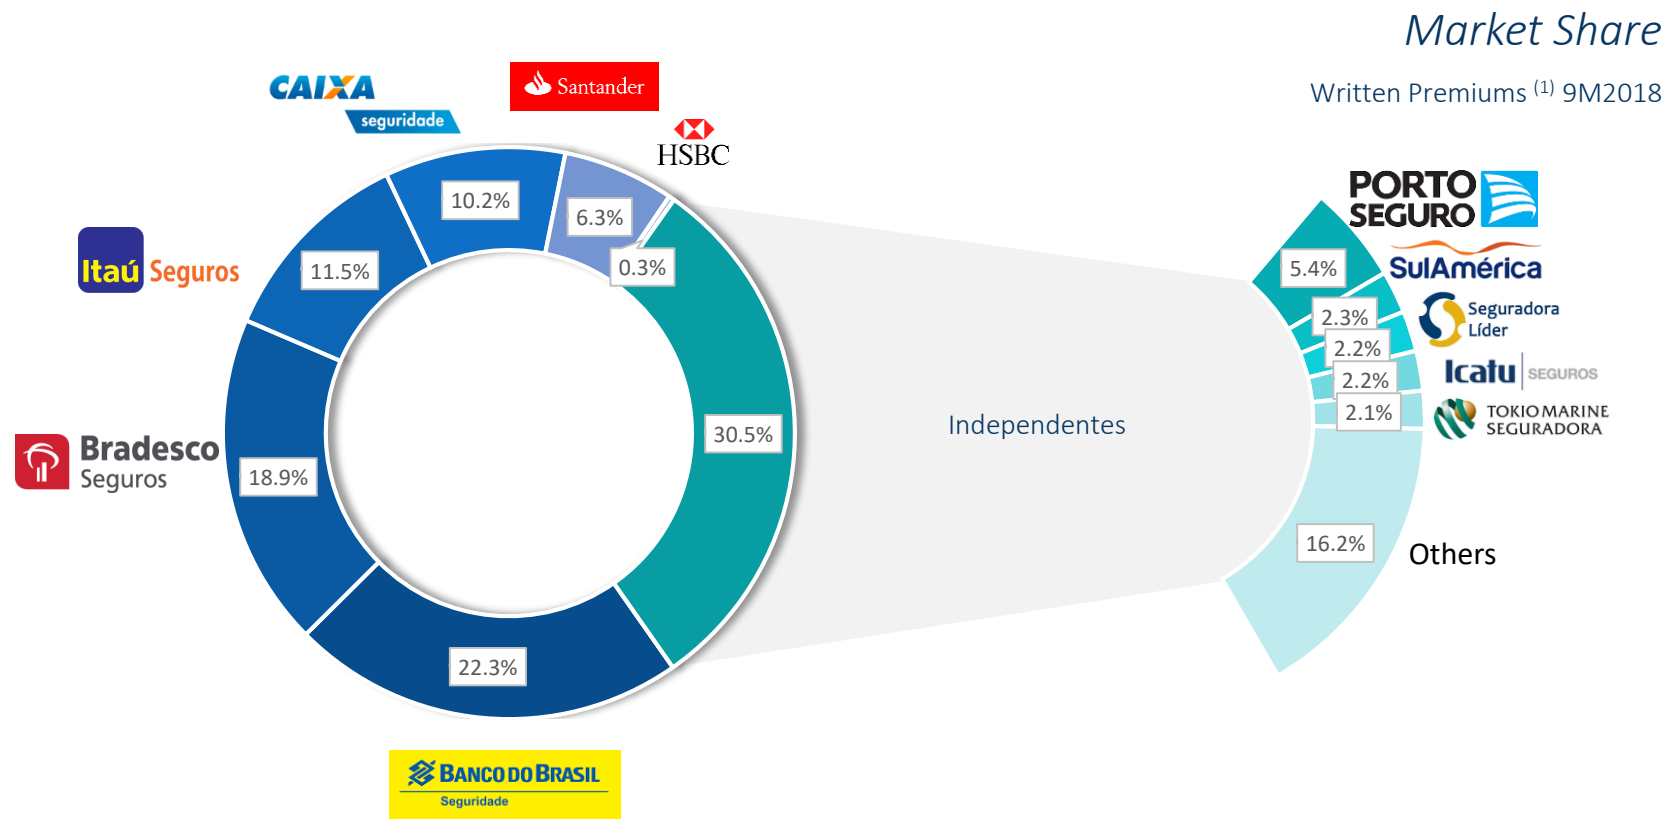 Market Share
Written Premiums (1) 9M2018
CAIXA
seguridade
Santander
HSBC
Itaú Seguros
Bradesco
Seguros
BANCO DO BRASIL
Seguridade
10.2%
6.3%
0.3%
11.5%
18.9%
22.3%
30.5%
Independentes
PORTO
SEGURO
5.4%
SulAmérica
2.3%
Seguradora
Líder
2.2%
Icatu SEGUROS
2.2%
TOKIO MARINE
SEGURADORA
2.1%
16.2%
Others